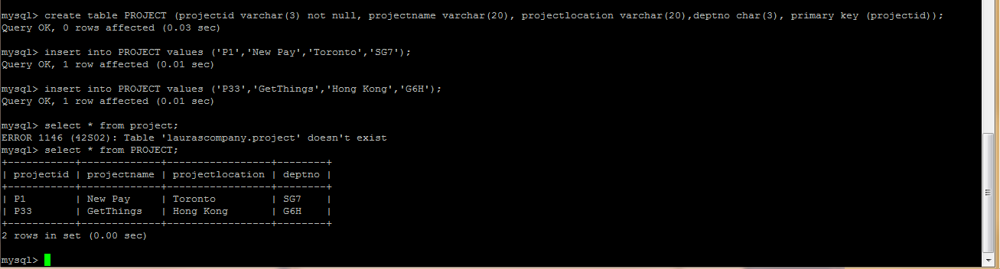 mysql> create table PROJECT (projectid varchar(3) not null, projectname varchar(20), projectlocation varchar(20),deptno char(3), primary key (projectid));
Query OK, 0 rows affected (0.03 sec)
mysql> insert into PROJECT values ('P1','New Pay','Toronto','SG7');
Query OK, 1 row affected (0.01 sec)
mysql> insert into PROJECT values ('P33','GetThings','Hong Kong','G6H');
Query OK, 1 row affected (0.01 sec)
mysql> select * from project;
ERROR 1146 (42S02): Table 'laurascompany.project' doesn't exist
mysql> select * from PROJECT;
+-----------+-------------+-----------------+--------+
| projectid | projectname | projectlocation | deptno |
+-----------+-------------+-----------------+--------+
| P1        | New Pay     | Toronto         | SG7    |
| P33       | GetThings   | Hong Kong       | G6H    |
+-----------+-------------+-----------------+--------+
2 rows in set (0.00 sec)
mysql>